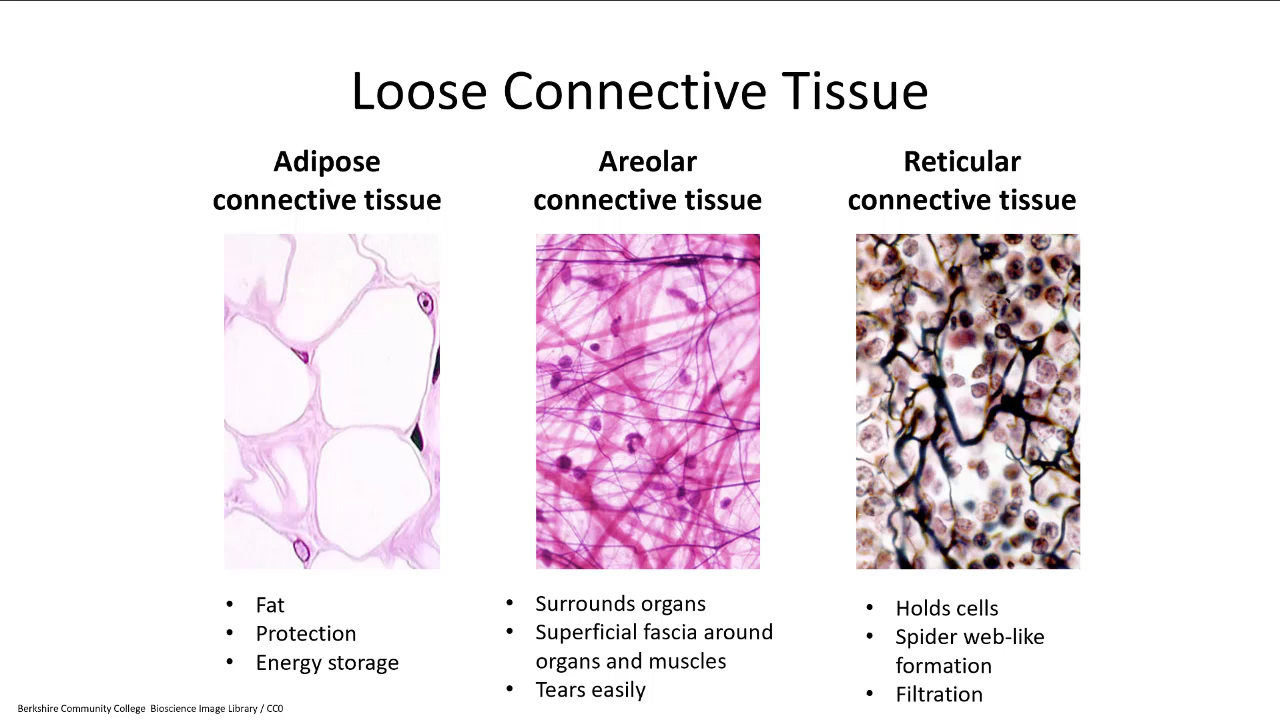 Loose Connective Tissue
Adipose
connective tissue
Areolar
connective tissue
Reticular
connective tissue
• Fat
• Protection
• Energy storage
• Surrounds organs
• Superficial fascia around
organs and muscles
• Tears easily
• Holds cells
• Spider web-like
formation
• Filtration
Berkshire Community College Bioscience Image Library / CC0